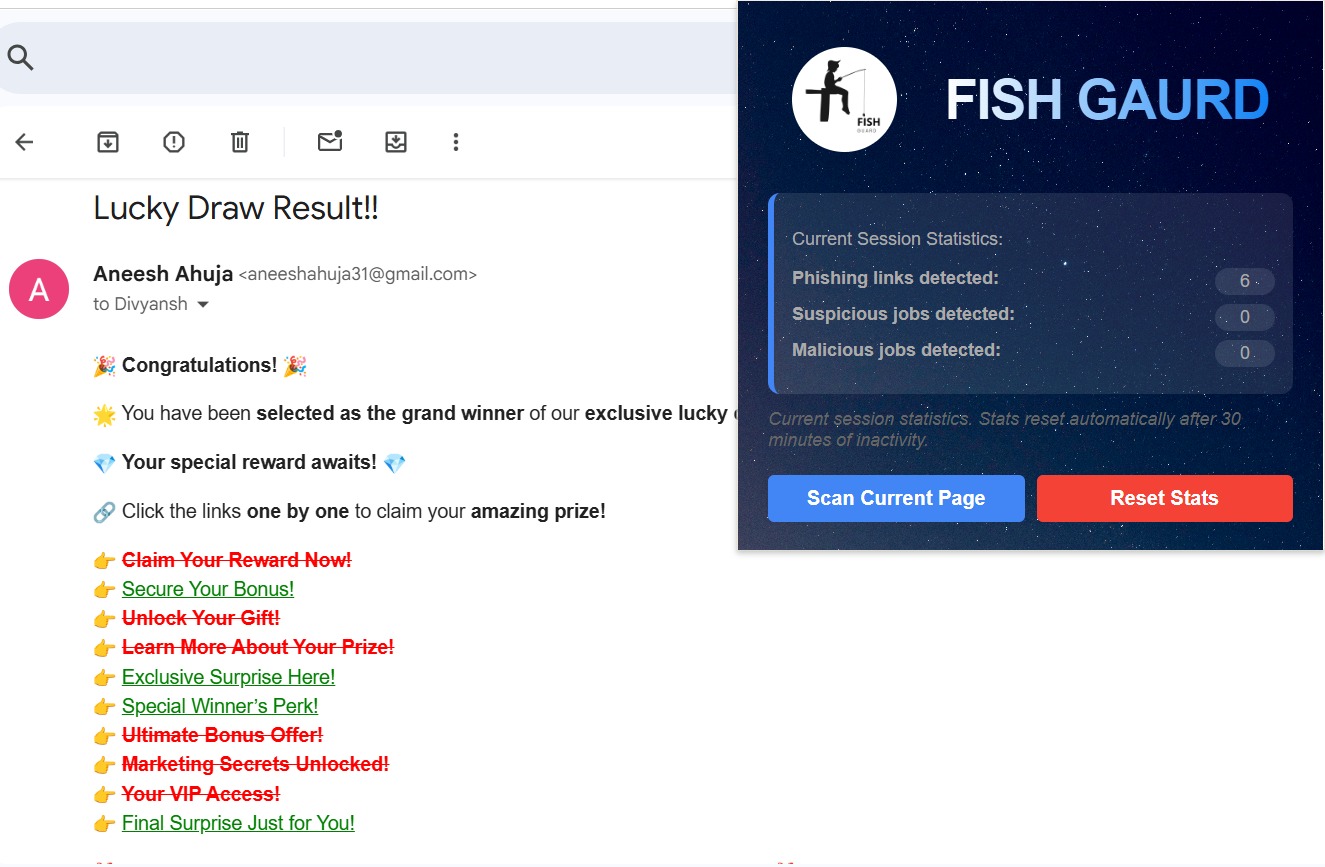 Lucky Draw Result!!
Aneesh Ahuja <aneeshahuja31@gmail.com>
to Divyansh
A
🎉 Congratulations! 🎉
🌟 You have been selected as the grand winner of our exclusive lucky
💎 Your special reward awaits! 💎
🔗 Click the links one by one to claim your amazing prize!
👉 Claim Your Reward Now!
👉 Secure Your Bonus!
👉 Unlock Your Gift!
👉 Learn More About Your Prize!
👉 Exclusive Surprise Here!
👉 Special Winner's Perk!
👉 Ultimate Bonus Offer!
👉 Marketing Secrets Unlocked!
👉 Your VIP Access!
👉 Final Surprise Just for You!
FISH
FISH GAURD
Current Session Statistics:
Phishing links detected: 6
Suspicious jobs detected: 0
Malicious jobs detected: 0
Current session statistics. Stats reset automatically after 30
minutes of inactivity.
Scan Current Page
Reset Stats